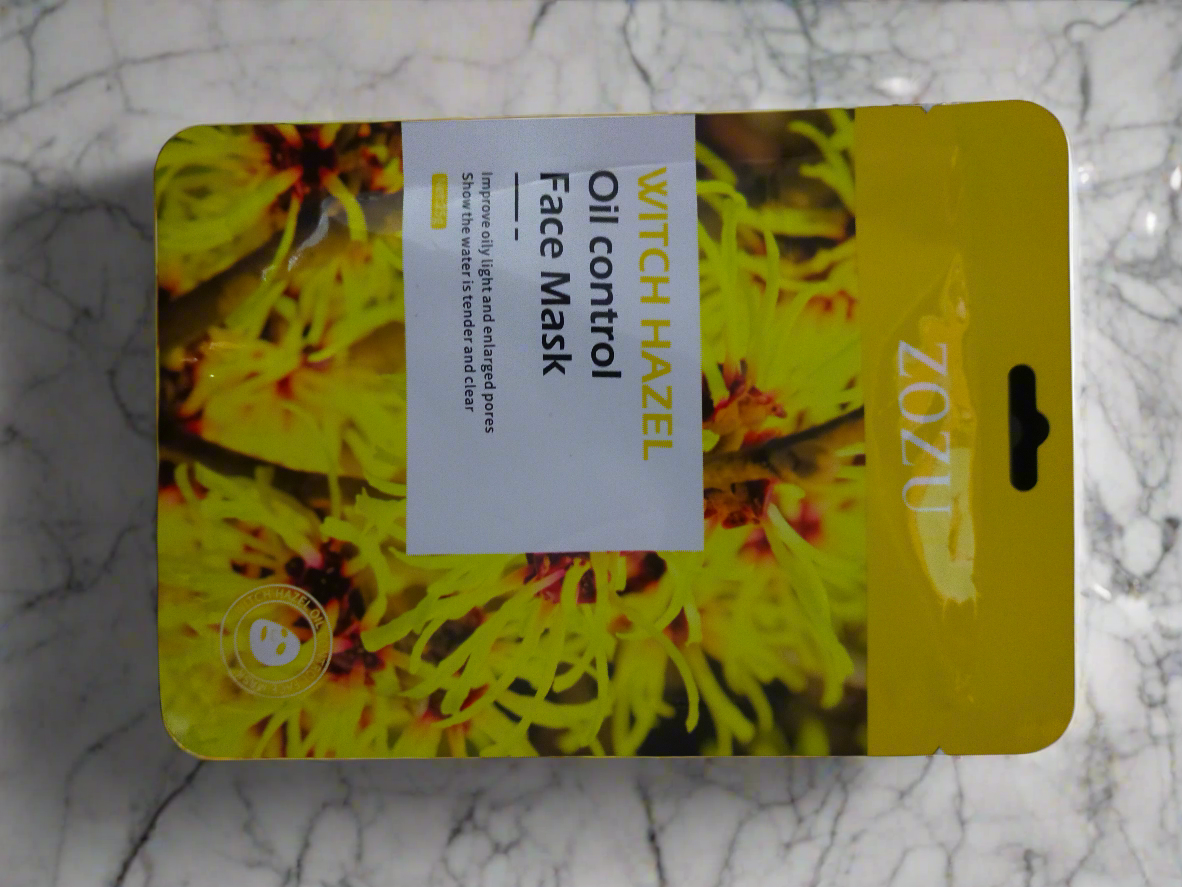 ZOZU
WITCH HAZEL
Oil control
Face Mask
Improve oily light and enlarged pores
Show the water is tender and clear